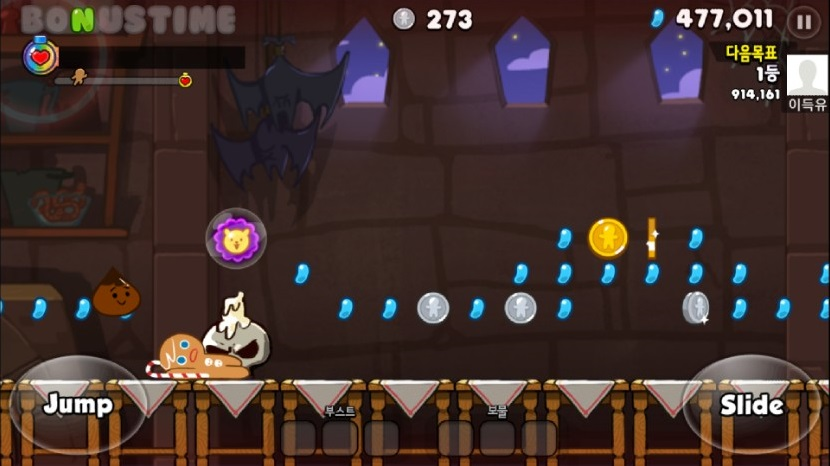 BONUSTIME
273
477,011
다음목표
1등
914,161
이득유
Jump
부스트
보물
Slide